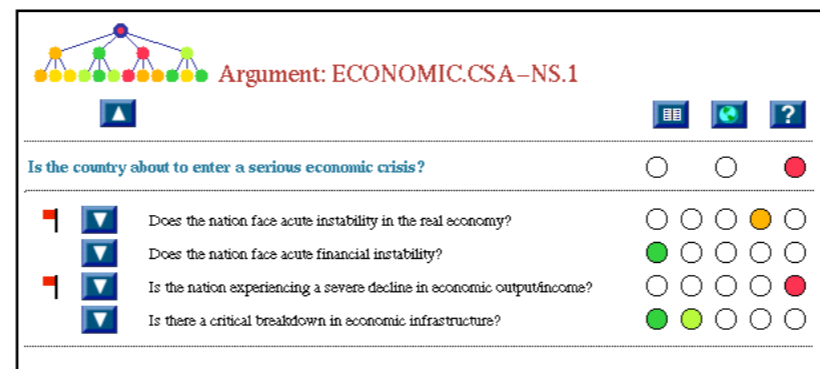 Argument: ECONOMIC.CSA–NS.1
?
Is the country about to enter a serious economic crisis?
Does the nation face acute instability in the real economy?
Does the nation face acute financial instability?
Is the nation experiencing a severe decline in economic output/income?
Is there a critical breakdown in economic infrastructure?